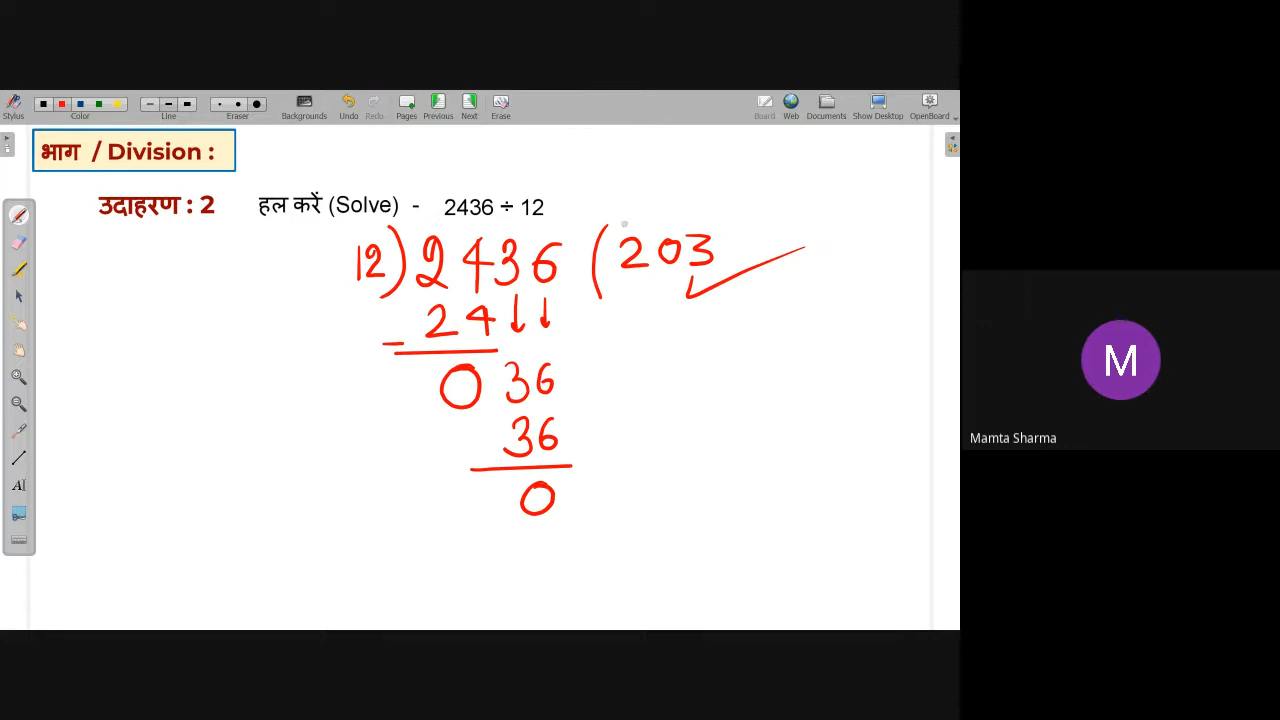 Stylus
Color
Line
Eraser
Backgrounds
Undo
Redo
Pages
Previous
Next
Erase
Board
Web
Documents
Show Desktop
OpenBoard
भाग / Division :
उदाहरण : 2 हल करें (Solve) - 2436 ÷ 12
12) 2436 (203
- 24
0 36
36
0
M
Mamta Sharma